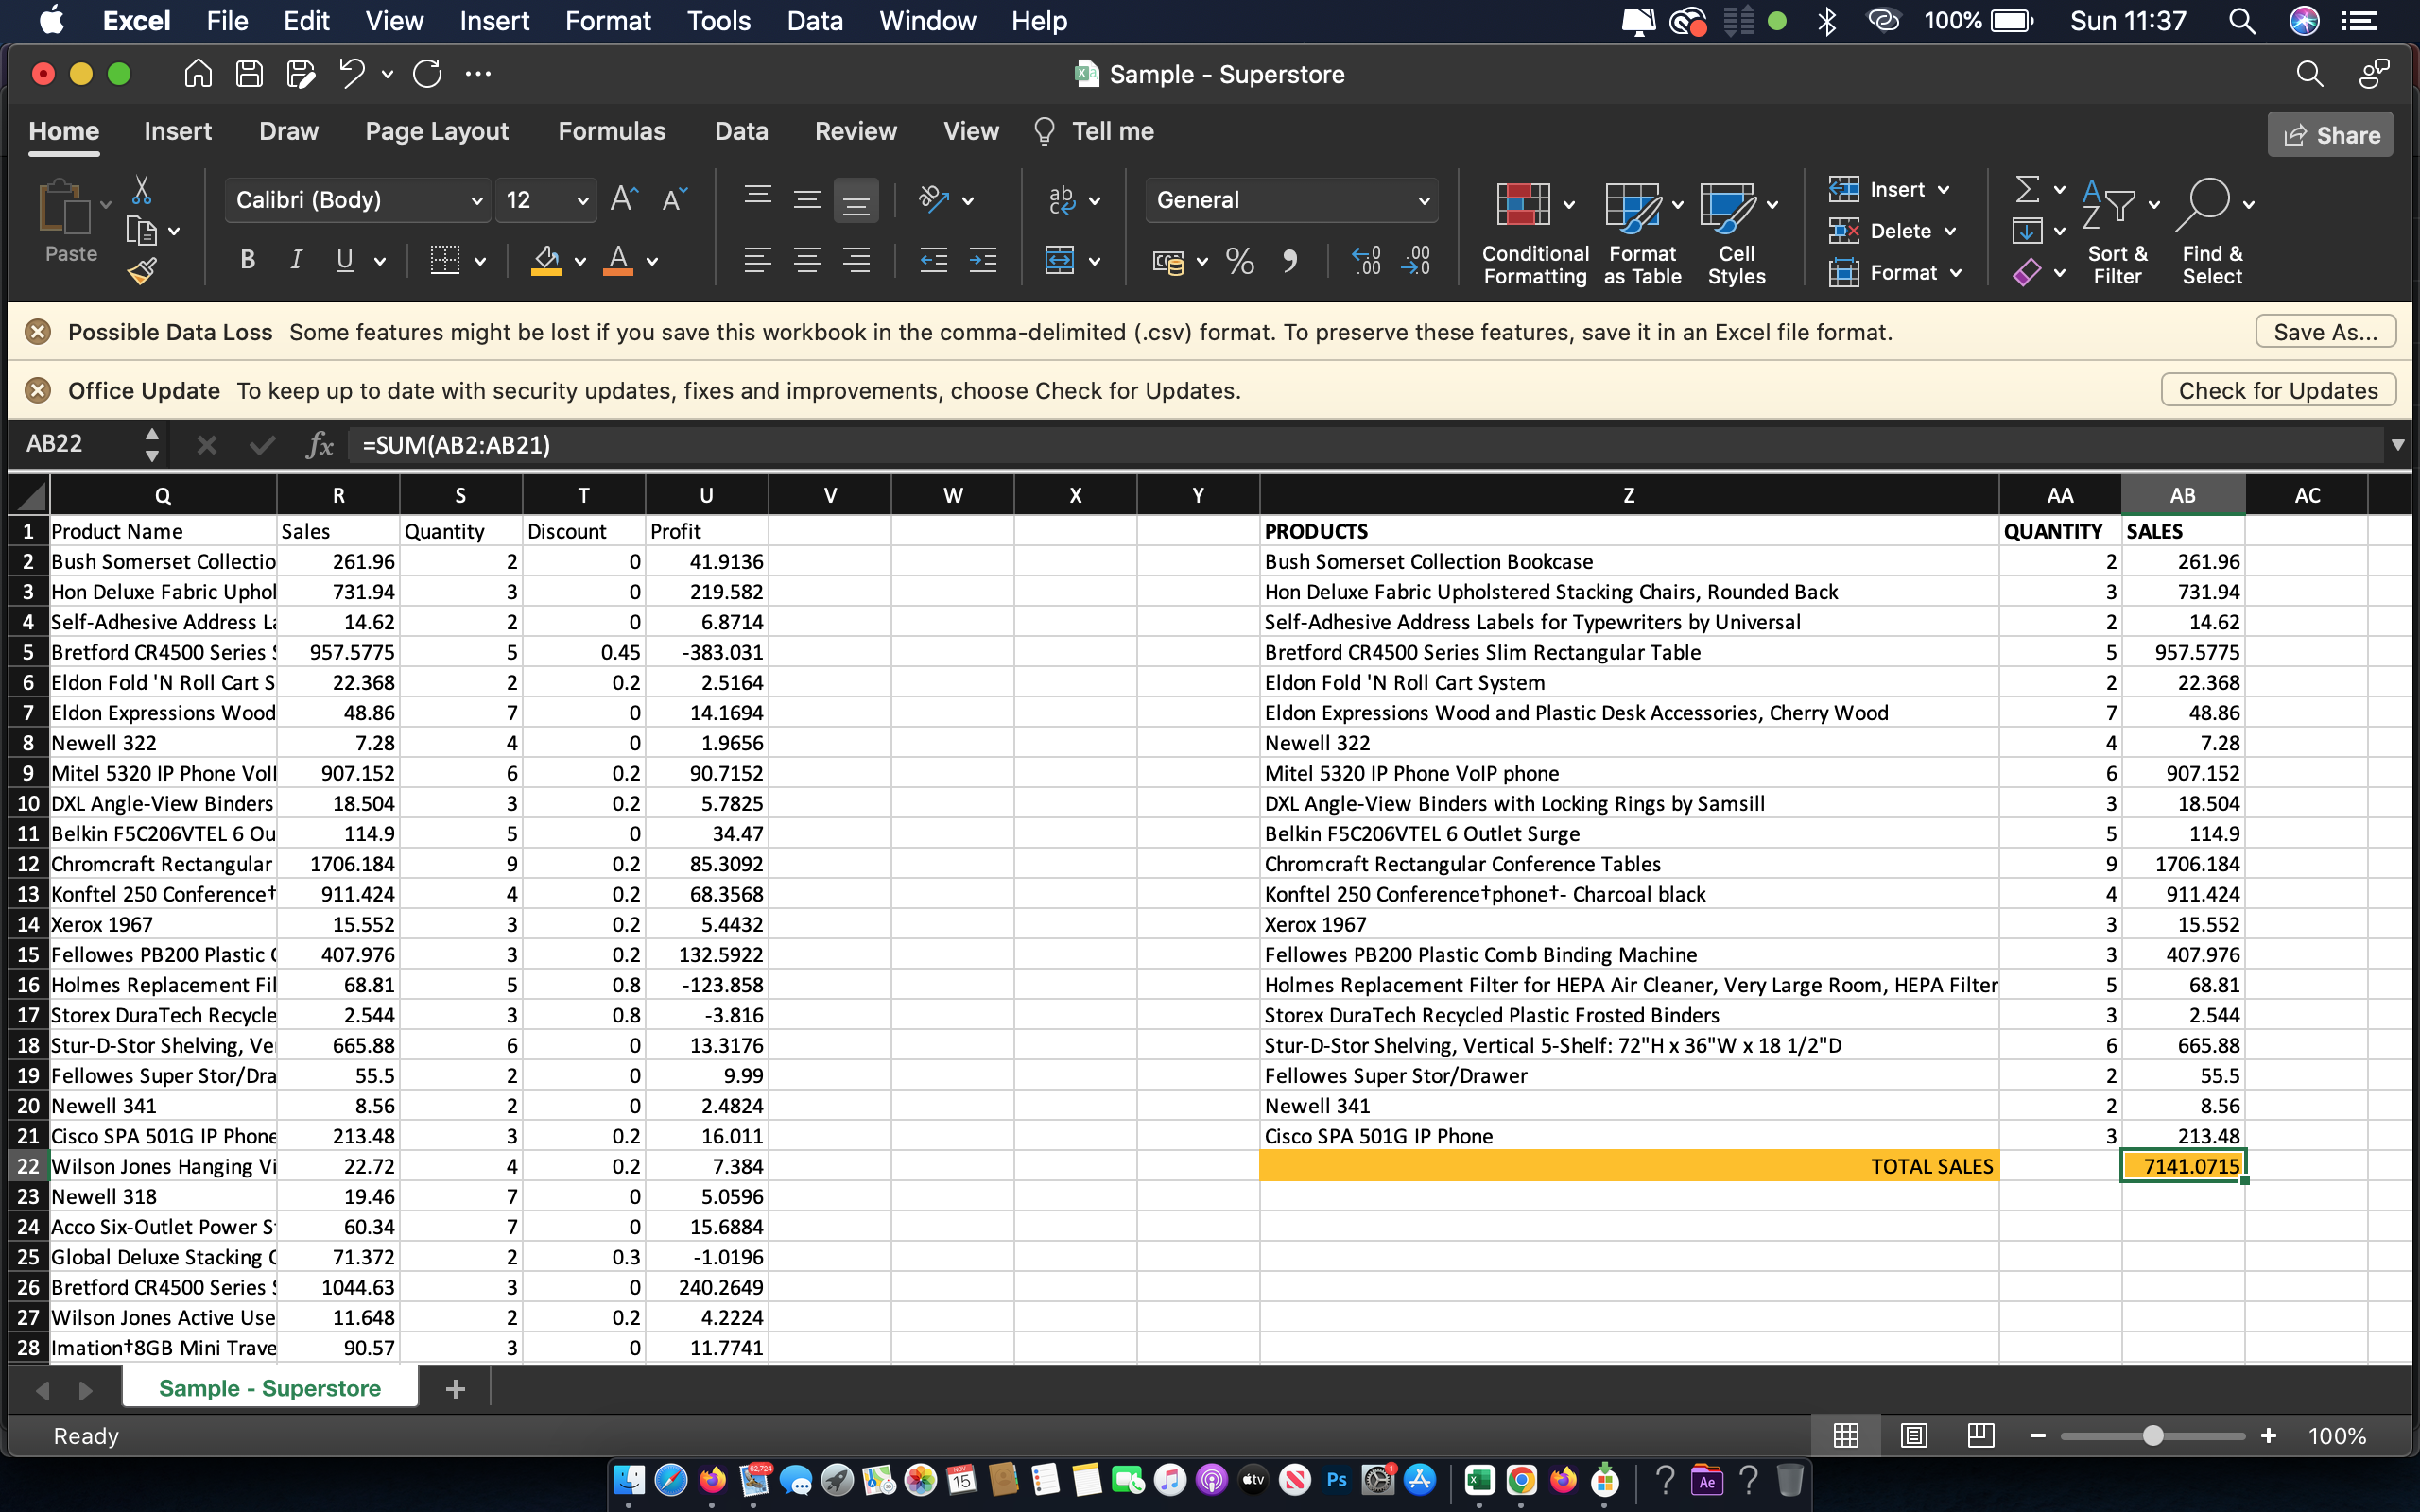 Excel File Edit View Insert Format Tools Data Window Help 100% Sun 11:37
Sample - Superstore
Home Insert Draw Page Layout Formulas Data Review View Tell me Share
Paste Calibri (Body) 12 General Conditional Formatting Format as Table Cell Styles Insert Delete Format Sort & Filter Find & Select
Possible Data Loss Some features might be lost if you save this workbook in the comma-delimited (.csv) format. To preserve these features, save it in an Excel file format. Save As...
Office Update To keep up to date with security updates, fixes and improvements, choose Check for Updates. Check for Updates
AB22 fx =SUM(AB2:AB21)
Q R S T U V W X Y Z AA AB AC
1 Product Name Sales Quantity Discount Profit PRODUCTS QUANTITY SALES
2 Bush Somerset Collectio 261.96 2 0 41.9136 Bush Somerset Collection Bookcase 2 261.96
3 Hon Deluxe Fabric Uphol 731.94 3 0 219.582 Hon Deluxe Fabric Upholstered Stacking Chairs, Rounded Back 3 731.94
4 Self-Adhesive Address La 14.62 2 0 6.8714 Self-Adhesive Address Labels for Typewriters by Universal 2 14.62
5 Bretford CR4500 Series S 957.5775 5 0.45 -383.031 Bretford CR4500 Series Slim Rectangular Table 5 957.5775
6 Eldon Fold 'N Roll Cart S 22.368 2 0.2 2.5164 Eldon Fold 'N Roll Cart System 2 22.368
7 Eldon Expressions Wood 48.86 7 0 14.1694 Eldon Expressions Wood and Plastic Desk Accessories, Cherry Wood 7 48.86
8 Newell 322 7.28 4 0 1.9656 Newell 322 4 7.28
9 Mitel 5320 IP Phone VoIP 907.152 6 0.2 90.7152 Mitel 5320 IP Phone VoIP phone 6 907.152
10 DXL Angle-View Binders 18.504 3 0.2 5.7825 DXL Angle-View Binders with Locking Rings by Samsill 3 18.504
11 Belkin F5C206VTEL 6 Ou 114.9 5 0 34.47 Belkin F5C206VTEL 6 Outlet Surge 5 114.9
12 Chromcraft Rectangular 1706.184 9 0.2 85.3092 Chromcraft Rectangular Conference Tables 9 1706.184
13 Konftel 250 Conference† 911.424 4 0.2 68.3568 Konftel 250 Conference†phone†- Charcoal black 4 911.424
14 Xerox 1967 15.552 3 0.2 5.4432 Xerox 1967 3 15.552
15 Fellowes PB200 Plastic C 407.976 3 0.2 132.5922 Fellowes PB200 Plastic Comb Binding Machine 3 407.976
16 Holmes Replacement Fil 68.81 5 0.8 -123.858 Holmes Replacement Filter for HEPA Air Cleaner, Very Large Room, HEPA Filter 5 68.81
17 Storex DuraTech Recycle 2.544 3 0.8 -3.816 Storex DuraTech Recycled Plastic Frosted Binders 3 2.544
18 Stur-D-Stor Shelving, Ver 665.88 6 0 13.3176 Stur-D-Stor Shelving, Vertical 5-Shelf: 72"H x 36"W x 18 1/2"D 6 665.88
19 Fellowes Super Stor/Dra 55.5 2 0 9.99 Fellowes Super Stor/Drawer 2 55.5
20 Newell 341 8.56 2 0 2.4824 Newell 341 2 8.56
21 Cisco SPA 501G IP Phone 213.48 3 0.2 16.011 Cisco SPA 501G IP Phone 3 213.48
22 Wilson Jones Hanging Vi 22.72 4 0.2 7.384 TOTAL SALES 7141.0715
23 Newell 318 19.46 7 0 5.0596
24 Acco Six-Outlet Power St 60.34 7 0 15.6884
25 Global Deluxe Stacking C 71.372 2 0.3 -1.0196
26 Bretford CR4500 Series S 1044.63 3 0 240.2649
27 Wilson Jones Active Use 11.648 2 0.2 4.2224
28 Imation†8GB Mini Trave 90.57 3 0 11.7741
Sample - Superstore
Ready 100%
62,724 NOV 15 tv Ps 1 Ae